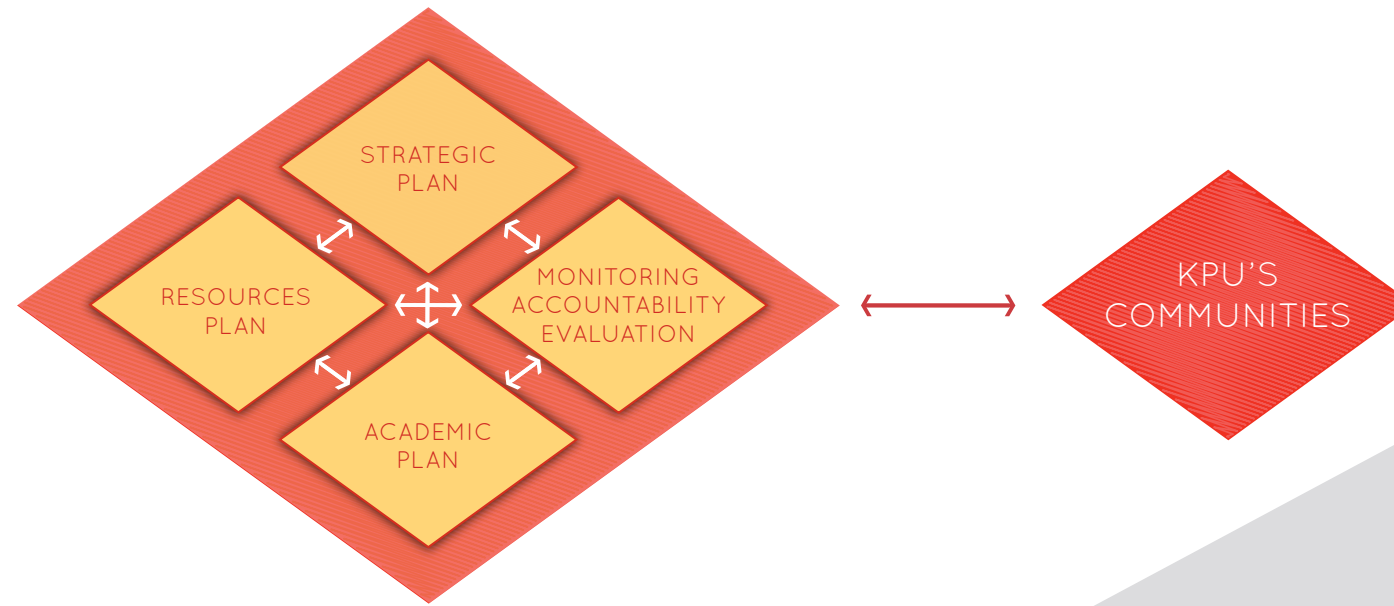 STRATEGIC
PLAN
RESOURCES
PLAN
MONITORING
ACCOUNTABILITY
EVALUATION
ACADEMIC
PLAN
KPU'S
COMMUNITIES